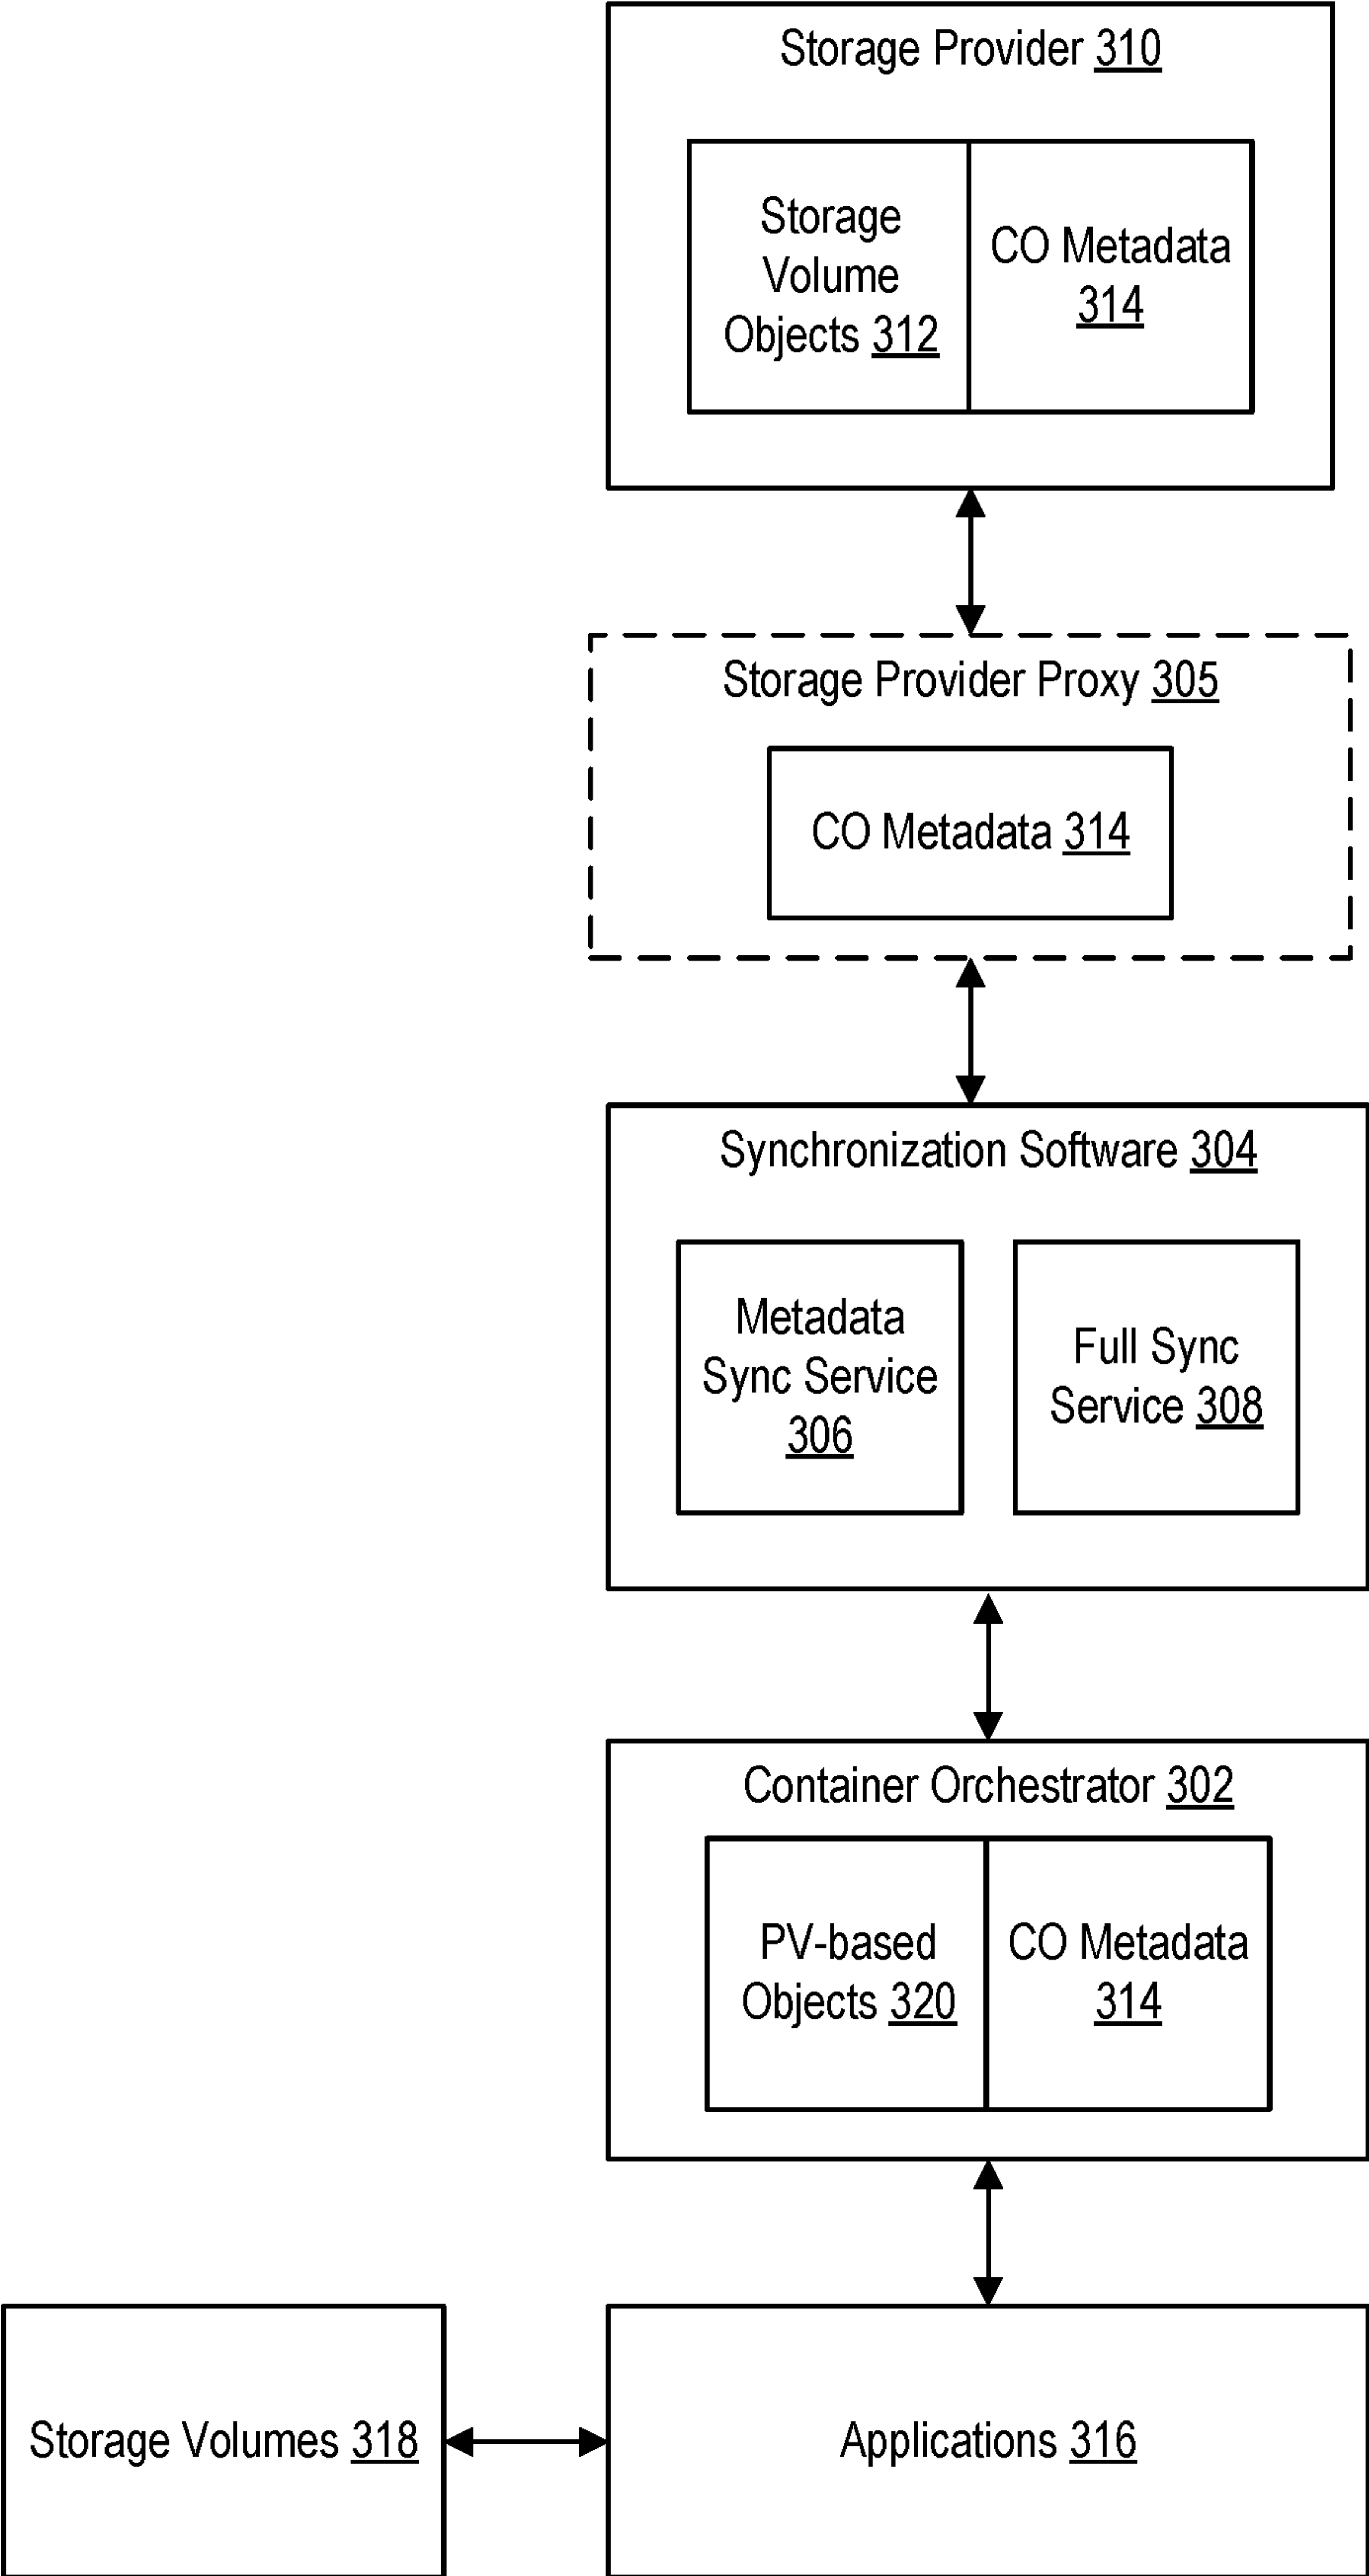 Storage Provider 310
Storage
Volume
Objects 312
CO Metadata
314
Storage Provider Proxy 305
CO Metadata 314
Synchronization Software 304
Metadata
Sync Service
306
Full Sync
Service 308
Container Orchestrator 302
PV-based
Objects 320
CO Metadata
314
Storage Volumes 318
Applications 316